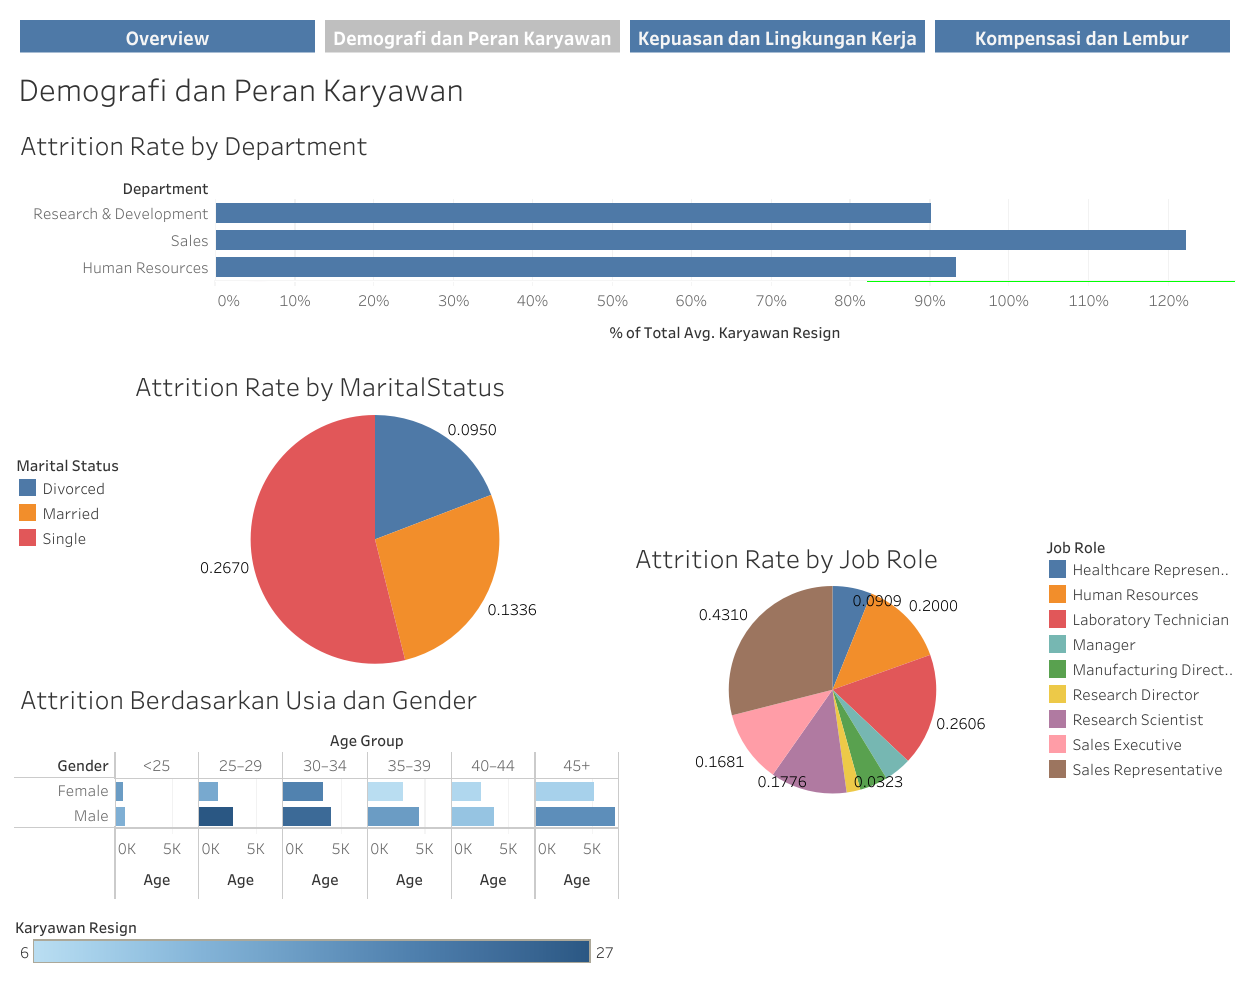 Overview
Demografi dan Peran Karyawan
Kepuasan dan Lingkungan Kerja
Kompensasi dan Lembur
Demografi dan Peran Karyawan
Attrition Rate by Department
Department
Research & Development
Sales
Human Resources
0% 10% 20% 30% 40% 50% 60% 70% 80% 90% 100% 110% 120%
% of Total Avg. Karyawan Resign
Attrition Rate by MaritalStatus
0.0950
0.2670
0.1336
Marital Status
Divorced
Married
Single
Attrition Rate by Job Role
0.0909
0.2000
0.4310
0.2606
0.1681
0.1776
0.0323
Job Role
Healthcare Represen..
Human Resources
Laboratory Technician
Manager
Manufacturing Direct..
Research Director
Research Scientist
Sales Executive
Sales Representative
Attrition Berdasarkan Usia dan Gender
Age Group
Gender <25 25–29 30–34 35–39 40–44 45+
Female
Male
0K 5K 0K 5K 0K 5K 0K 5K 0K 5K 0K 5K
Age Age Age Age Age Age
Karyawan Resign
6 27